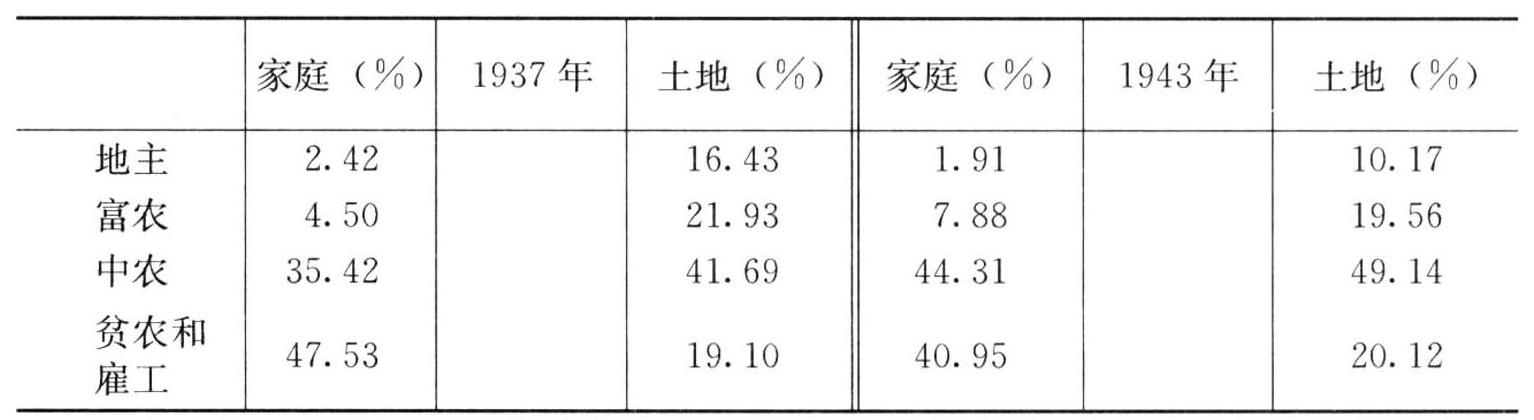 家庭（%） 1937年 土地（%） 家庭（%） 1943年 土地（%）
地主 2.42 16.43 1.91 10.17
富农 4.50 21.93 7.88 19.56
中农 35.42 41.69 44.31 49.14
贫农和
雇工 47.53 19.10 40.95 20.12